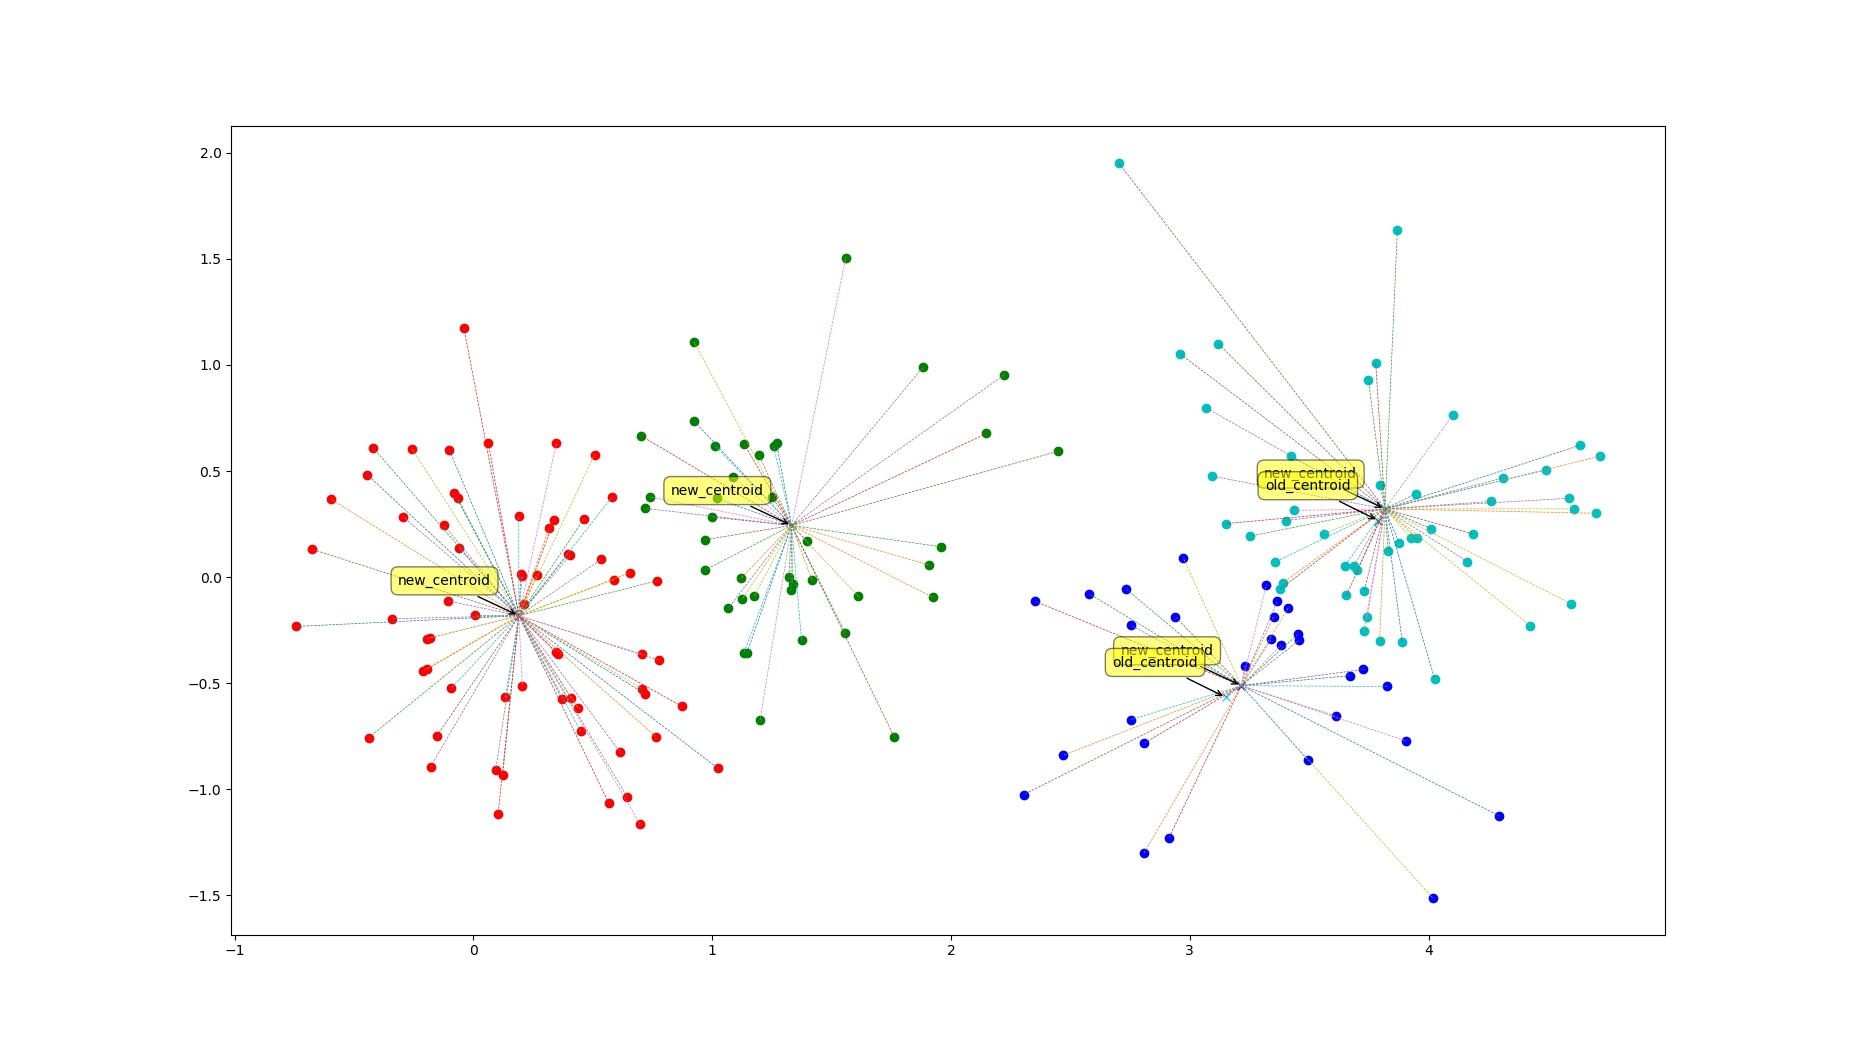 2.0
1.5
1.0
0.5
0.0
−0.5
−1.0
−1.5
new_centroid
old_centroid
new_centroid
new_centroid
new_centroid
old_centroid
−1
0
1
2
3
4